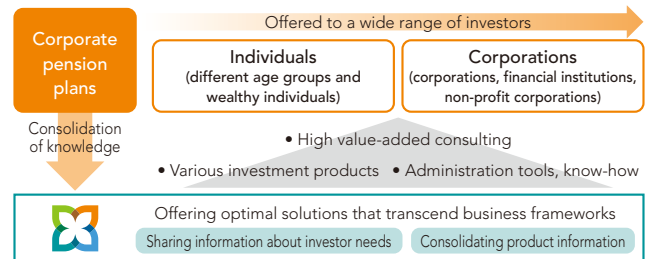 Offered to a wide range of investors
Corporate
pension
plans
Individuals
(different age groups and
wealthy individuals)
Corporations
(corporations, financial institutions,
non-profit corporations)
Consolidation
of knowledge
• High value-added consulting
• Various investment products • Administration tools, know-how
Offering optimal solutions that transcend business frameworks
Sharing information about investor needs
Consolidating product information